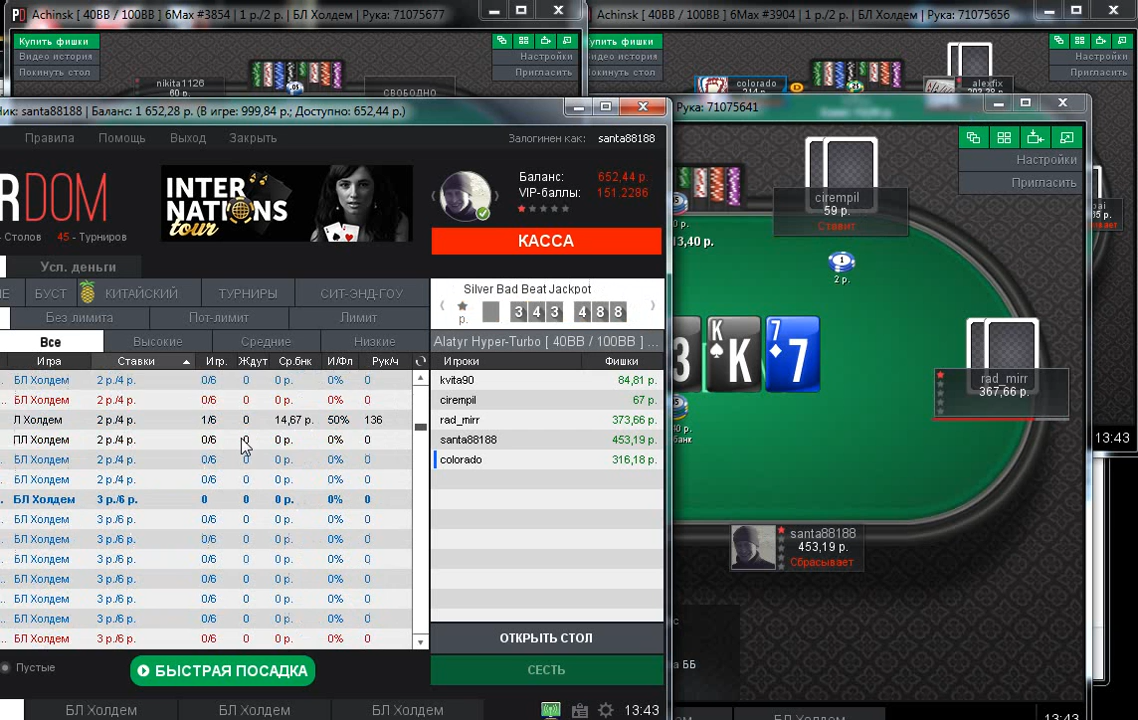 Achinsk [ 40BB / 100BB ] 6Max #3854 | 1 р./2 р. | БЛ Холдем | Рука: 71075677
Achinsk [ 40BB / 100BB ] 6Max #3904 | 1 р./2 р. | БЛ Холдем | Рука: 71075656
Купить фишки
Видео история
Покинуть стол
Настройки
Пригласить
nikita1126
60 р.
СВОБОДНО
Купить фишки
Видео история
Покинуть стол
Настройки
Пригласить
colorado
alexfix
santa88188 | Баланс: 1 652,28 р. (В игре: 999,84 р.; Доступно: 652,44 р.)
Рука: 71075641
Правила
Помощь
Выход
Закрыть
Залогинен как:
santa88188
RDOM
INTER NATIONS
tour
Баланс: 652,44 р.
VIP-баллы: 151.2286
КАССА
- Столов 45 - Турниров
Усл. деньги
БУСТ
КИТАЙСКИЙ
ТУРНИРЫ
СИТ-ЭНД-ГОУ
Без лимита
Пот-лимит
Лимит
Все
Высокие
Средние
Низкие
Игра Ставки Игр. Ждут Ср.бнк И/Фл Рук/ч
.. БЛ Холдем 2 р./4 р. 0/6 0 0 р. 0% 0
.. БЛ Холдем 2 р./4 р. 0/6 0 0 р. 0% 0
Л Холдем 2 р./4 р. 1/6 0 14,67 р. 50% 136
ПЛ Холдем 2 р./4 р. 0/6 0 0 р. 0% 0
.. БЛ Холдем 2 р./4 р. 0/6 0 0 р. 0% 0
.. БЛ Холдем 2 р./4 р. 0/6 0 0 р. 0% 0
. БЛ Холдем 3 р./6 р. 0 0 0 р. 0% 0
БЛ Холдем 3 р./6 р. 0/6 0 0 р. 0% 0
.. БЛ Холдем 3 р./6 р. 0/6 0 0 р. 0% 0
.. БЛ Холдем 3 р./6 р. 0/6 0 0 р. 0% 0
.. БЛ Холдем 3 р./6 р. 0/6 0 0 р. 0% 0
.. БЛ Холдем 3 р./6 р. 0/6 0 0 р. 0% 0
.. БЛ Холдем 3 р./6 р. 0/6 0 0 р. 0% 0
.. БЛ Холдем 3 р./6 р. 0/6 0 0 р. 0% 0
Silver Bad Beat Jackpot
р. 343 488
Alatyr Hyper-Turbo [ 40BB / 100BB ] ...
Игроки Фишки
kvita90 84,81 р.
cirempil 67 р.
rad_mirr 373,66 р.
santa88188 453,19 р.
colorado 316,18 р.
ОТКРЫТЬ СТОЛ
СЕСТЬ
Пустые
БЫСТРАЯ ПОСАДКА
БЛ Холдем
БЛ Холдем
БЛ Холдем
13:43
Настройки
Пригласить
cirempil
59 р.
Ставит
13,40 р.
1
2 р.
3
K
7
7
rad_mirr
367,66 р.
13:43
банк
santa88188
453,19 р.
Сбрасывает
а ББ
13:43